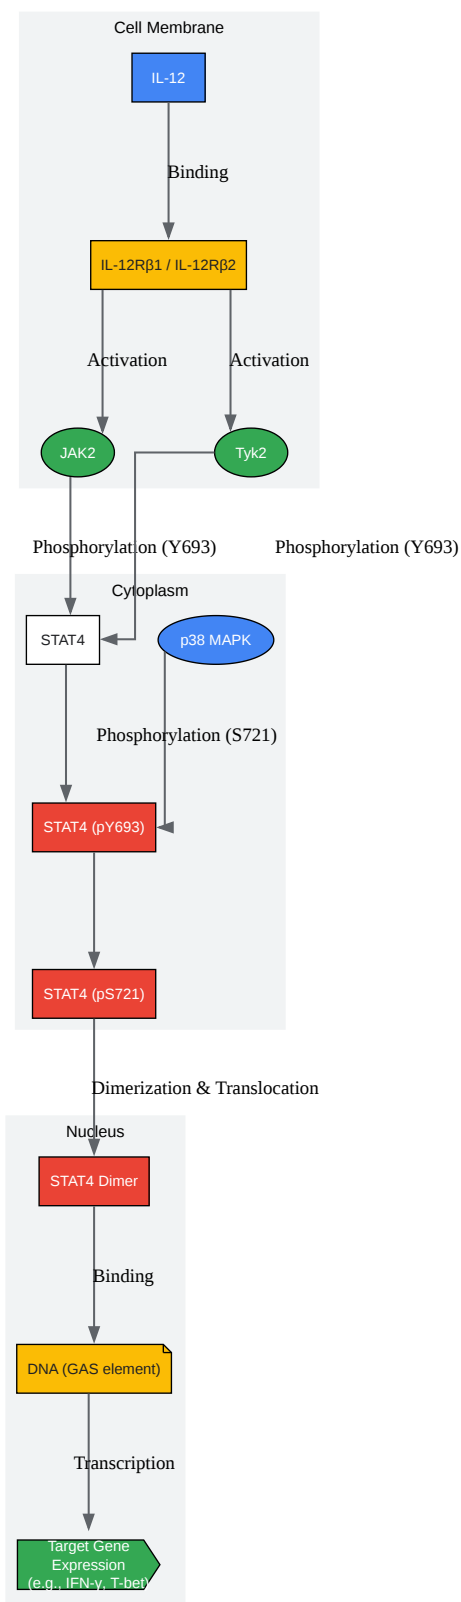 Cell Membrane
IL-12
Binding
IL-12Rβ1 / IL-12Rβ2
Activation
Activation
JAK2
Tyk2
Phosphorylation (Y693)
Phosphorylation (Y693)
Cytoplasm
STAT4
p38 MAPK
Phosphorylation (S721)
STAT4 (pY693)
STAT4 (pS721)
Dimerization & Translocation
Nucleus
STAT4 Dimer
Binding
DNA (GAS element)
Transcription
Target Gene
Expression
(e.g., IFN-γ, T-bet)